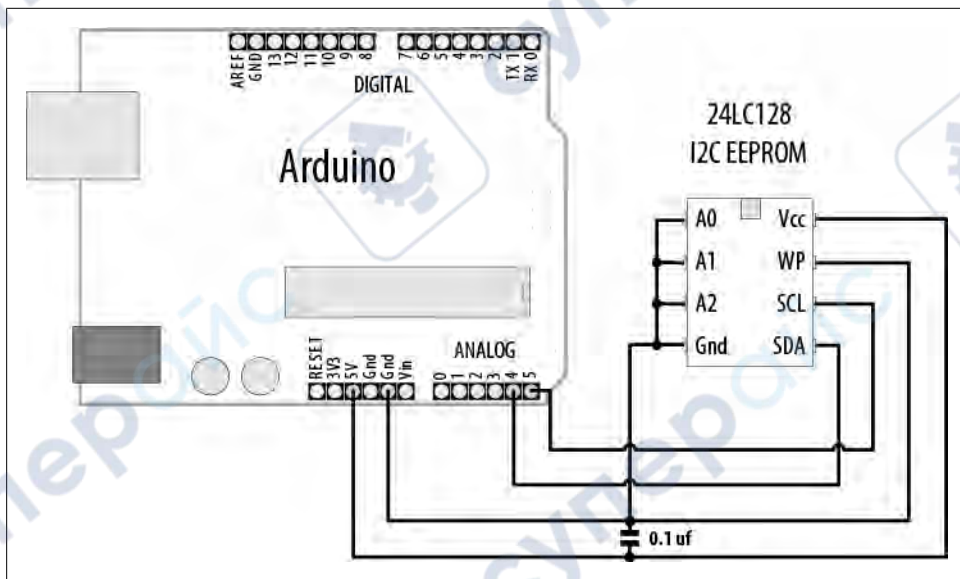 AREF
GND
13
12
11
10
9
8
7
6
5
4
3
2
TX 1
RX 0
DIGITAL
Arduino
24LC128
I2C EEPROM
A0 Vcc
A1 WP
A2 SCL
Gnd SDA
RESET
3V3
5V
Gnd
Gnd
Vin
ANALOG
0
1
2
3
4
5
0.1 uf
супер
айс